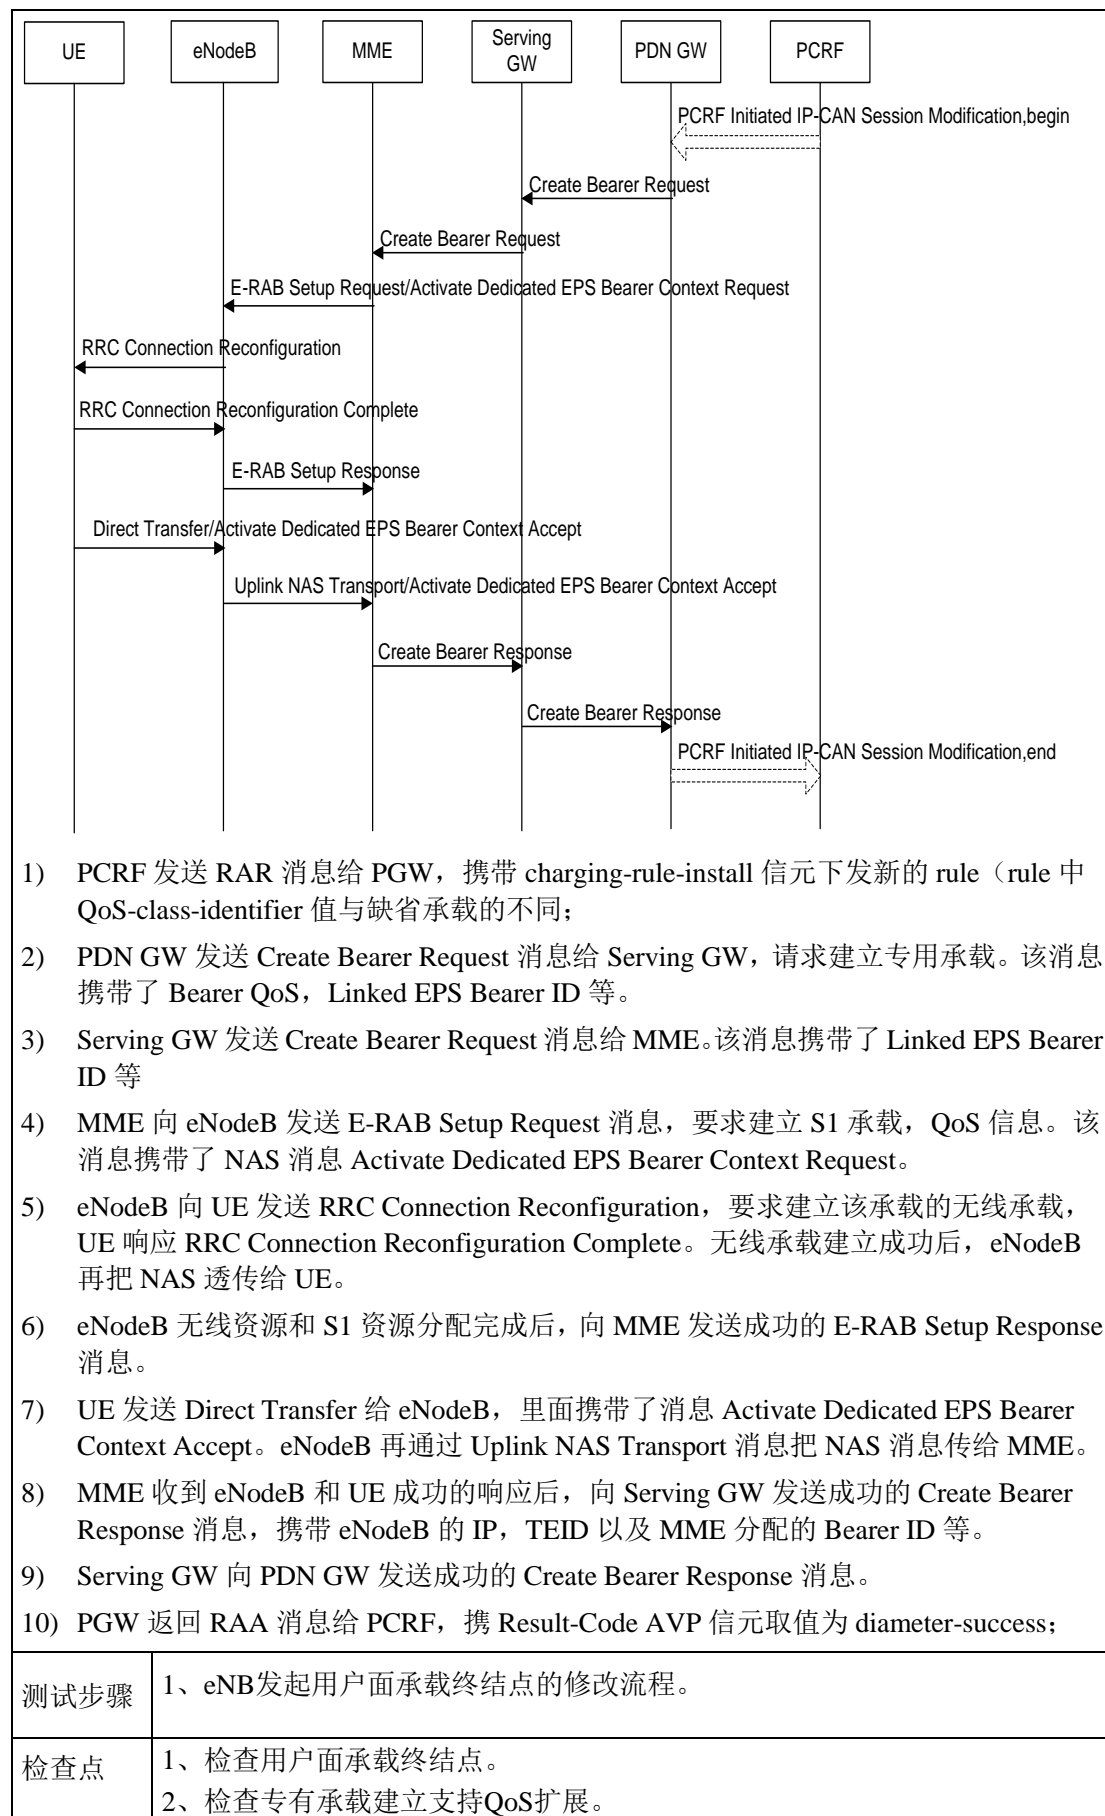 UE
eNodeB
MME
Serving
GW
PDN GW
PCRF
PCRF Initiated IP-CAN Session Modification,begin
Create Bearer Request
Create Bearer Request
E-RAB Setup Request/Activate Dedicated EPS Bearer Context Request
RRC Connection Reconfiguration
RRC Connection Reconfiguration Complete
E-RAB Setup Response
Direct Transfer/Activate Dedicated EPS Bearer Context Accept
Uplink NAS Transport/Activate Dedicated EPS Bearer Context Accept
Create Bearer Response
Create Bearer Response
PCRF Initiated IP-CAN Session Modification,end
1) PCRF 发送 RAR 消息给 PGW，携带 charging-rule-install 信元下发新的 rule（rule 中
QoS-class-identifier 值与缺省承载的不同；
2) PDN GW 发送 Create Bearer Request 消息给 Serving GW，请求建立专用承载。该消息
携带了 Bearer QoS，Linked EPS Bearer ID 等。
3) Serving GW 发送 Create Bearer Request 消息给 MME。该消息携带了 Linked EPS Bearer
ID 等
4) MME 向 eNodeB 发送 E-RAB Setup Request 消息，要求建立 S1 承载，QoS 信息。该
消息携带了 NAS 消息 Activate Dedicated EPS Bearer Context Request。
5) eNodeB 向 UE 发送 RRC Connection Reconfiguration，要求建立该承载的无线承载，
UE 响应 RRC Connection Reconfiguration Complete。无线承载建立成功后，eNodeB
再把 NAS 透传给 UE。
6) eNodeB 无线资源和 S1 资源分配完成后，向 MME 发送成功的 E-RAB Setup Response
消息。
7) UE 发送 Direct Transfer 给 eNodeB，里面携带了消息 Activate Dedicated EPS Bearer
Context Accept。eNodeB 再通过 Uplink NAS Transport 消息把 NAS 消息传给 MME。
8) MME 收到 eNodeB 和 UE 成功的响应后，向 Serving GW 发送成功的 Create Bearer
Response 消息，携带 eNodeB 的 IP，TEID 以及 MME 分配的 Bearer ID 等。
9) Serving GW 向 PDN GW 发送成功的 Create Bearer Response 消息。
10) PGW 返回 RAA 消息给 PCRF，携 Result-Code AVP 信元取值为 diameter-success；
测试步骤
1、eNB发起用户面承载终结点的修改流程。
检查点
1、检查用户面承载终结点。
2、检查专有承载建立支持QoS扩展。